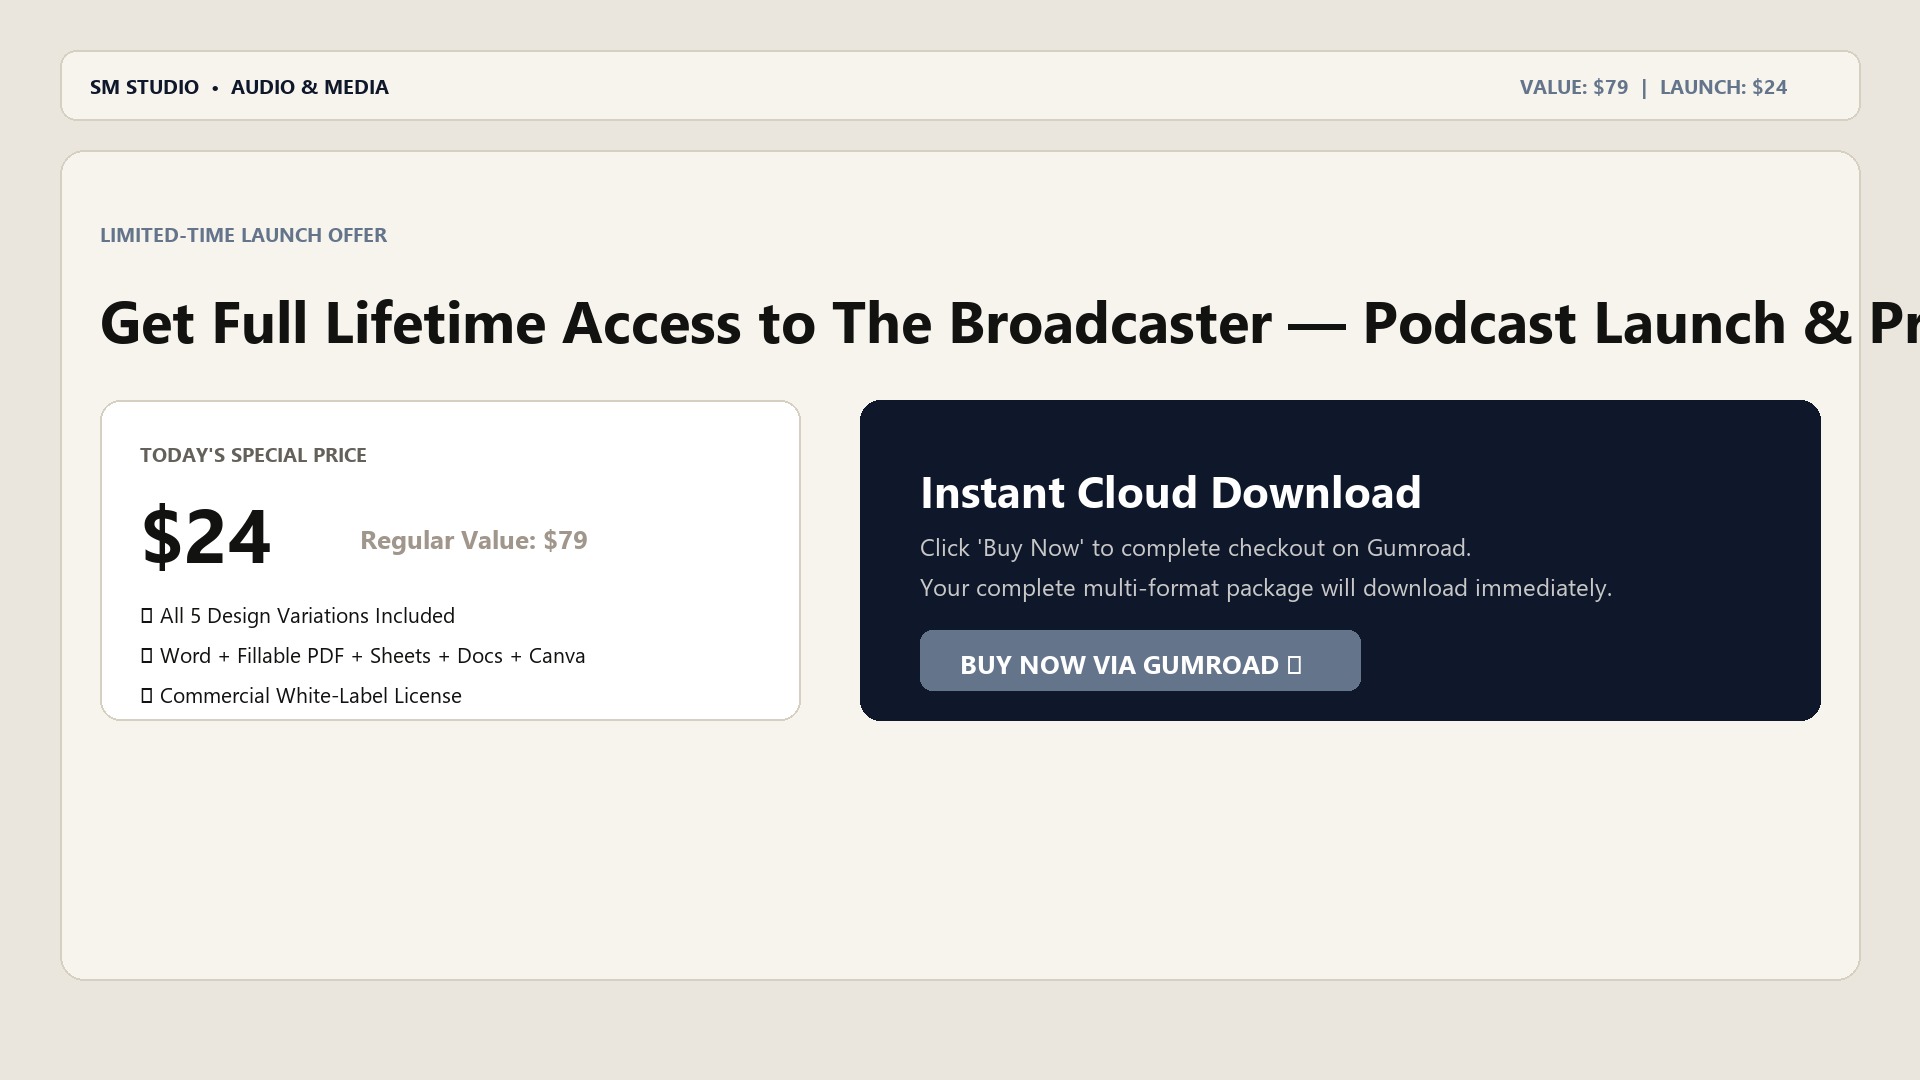 SM STUDIO • AUDIO & MEDIA
VALUE: $79 | LAUNCH: $24
LIMITED-TIME LAUNCH OFFER
Get Full Lifetime Access to The Broadcaster — Podcast Launch & Pr
TODAY'S SPECIAL PRICE
$24
Regular Value: $79
All 5 Design Variations Included
Word + Fillable PDF + Sheets + Docs + Canva
Commercial White-Label License
Instant Cloud Download
Click 'Buy Now' to complete checkout on Gumroad.
Your complete multi-format package will download immediately.
BUY NOW VIA GUMROAD